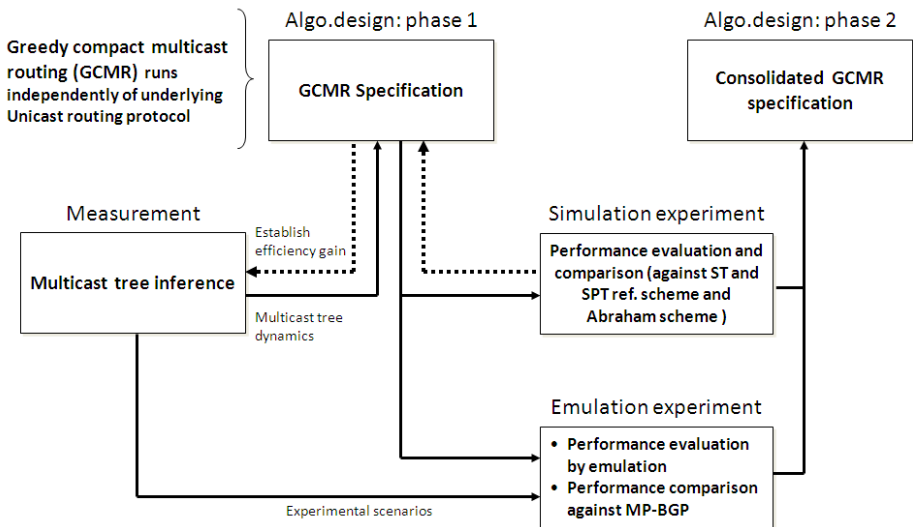 Algo.design: phase 1
Algo.design: phase 2
Greedy compact multicast
routing (GCMR) runs
independently of underlying
Unicast routing protocol
GCMR Specification
Consolidated GCMR
specification
Measurement
Multicast tree inference
Establish
efficiency gain
Multicast tree
dynamics
Simulation experiment
Performance evaluation and
comparison (against ST and
SPT ref. scheme and
Abraham scheme )
Emulation experiment
• Performance evaluation
by emulation
• Performance comparison
against MP-BGP
Experimental scenarios